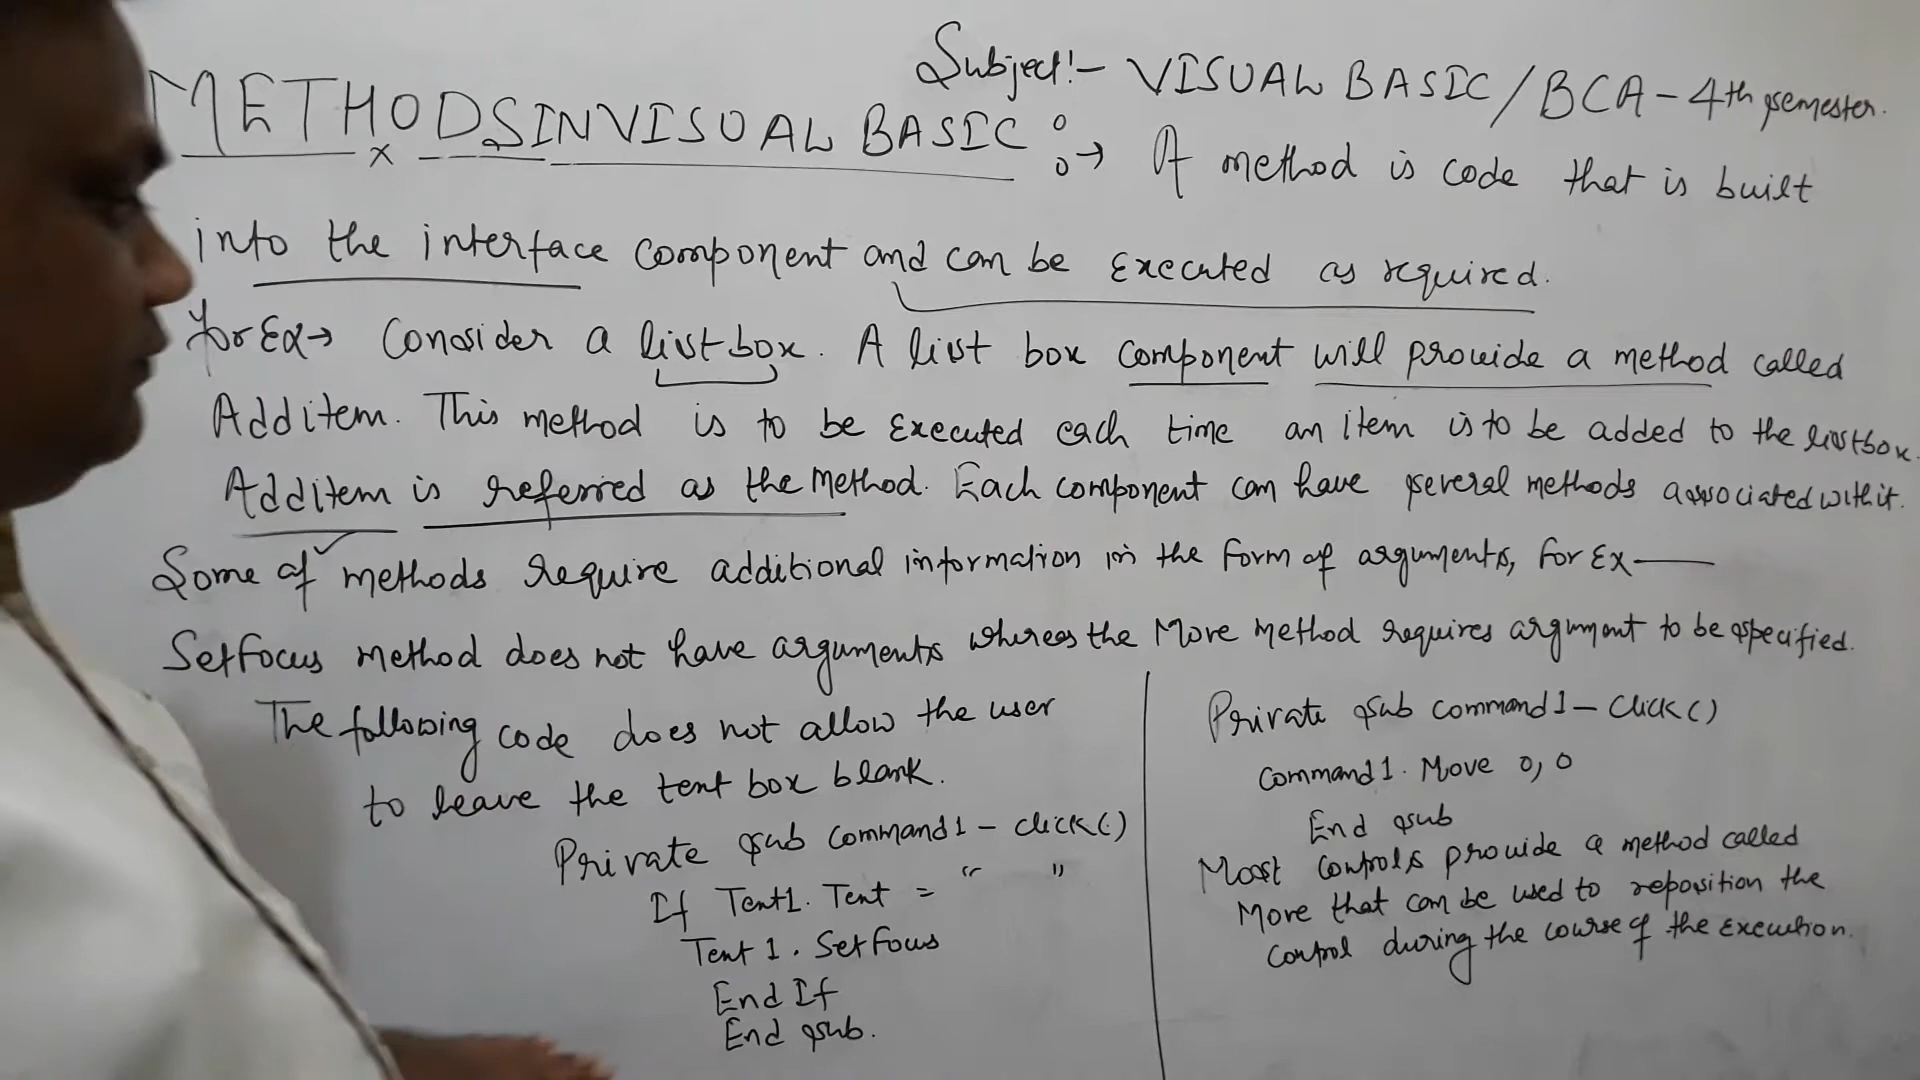 Subject:- VISUAL BASIC/BCA-4th semester.
METHODS IN VISUAL BASIC :→ A method is code that is built
into the interface component and can be Executed as required.
for Ex→ Consider a listbox. A list box component will provide a method called
Additem. This method is to be Executed each time an item is to be added to the listbox.
Additem is referred as the method. Each component can have several methods associated with it.
Some of methods require additional information in the form of arguments, for Ex—
Setfocus method does not have arguments whereas the Move method requires argument to be specified.
The following code does not allow the user
to leave the text box blank.
Private sub command1-click()
If Text1. Text = " "
Text 1. Setfocus
End If
End sub.
Private sub command1-Click()
Command1. Move 0,0
End sub
Most controls provide a method called
Move that can be used to reposition the
control during the course of the execution.